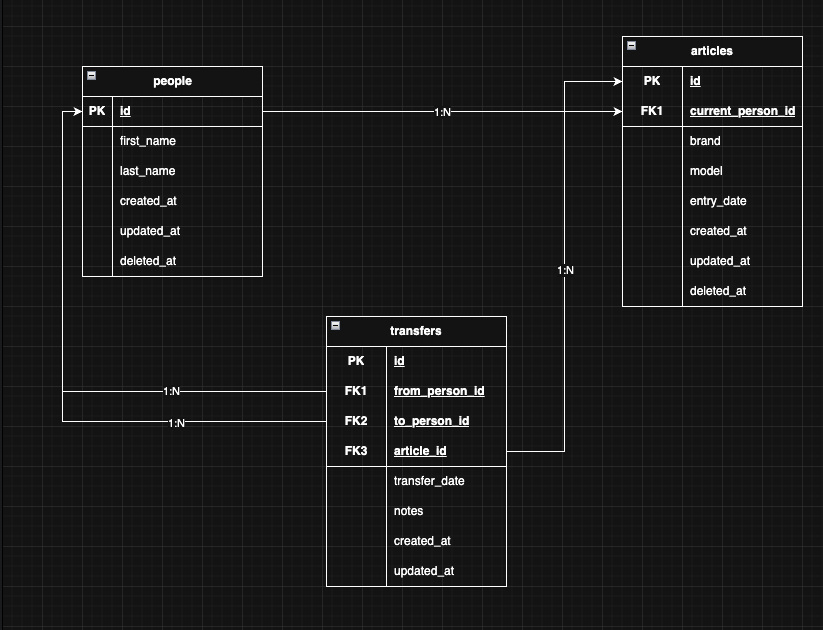 people
PK id
first_name
last_name
created_at
updated_at
deleted_at
1:N
articles
PK id
FK1 current_person_id
brand
model
entry_date
created_at
updated_at
deleted_at
1:N
transfers
PK id
1:N FK1 from_person_id
1:N FK2 to_person_id
FK3 article_id
transfer_date
notes
created_at
updated_at